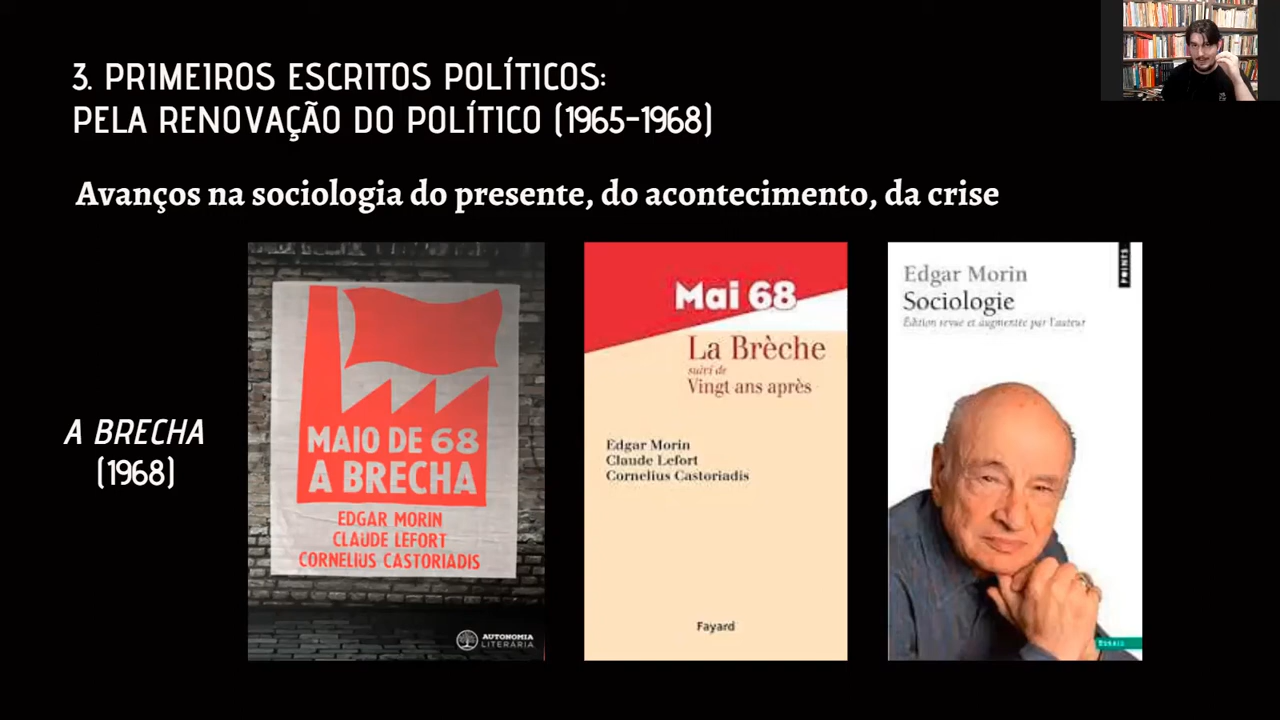 3. PRIMEIROS ESCRITOS POLÍTICOS:
PELA RENOVAÇÃO DO POLÍTICO (1965-1968)
Avanços na sociologia do presente, do acontecimento, da crise
A BRECHA
(1968)
MAIO DE 68
A BRECHA
EDGAR MORIN
CLAUDE LEFORT
CORNELIUS CASTORIADIS
AUTONOMIA
LITERÁRIA
Mai 68
La Brèche
suivi de
Vingt ans après
Edgar Morin
Claude Lefort
Cornelius Castoriadis
Fayard
POINTS
Edgar Morin
Sociologie
Édition revue et augmentée par l'auteur
ESSAIS